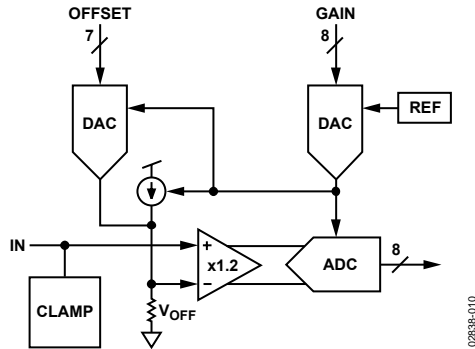 OFFSET
GAIN
7
8
DAC
DAC
REF
IN
+
x1.2
−
ADC
8
CLAMP
VOFF
02838-010